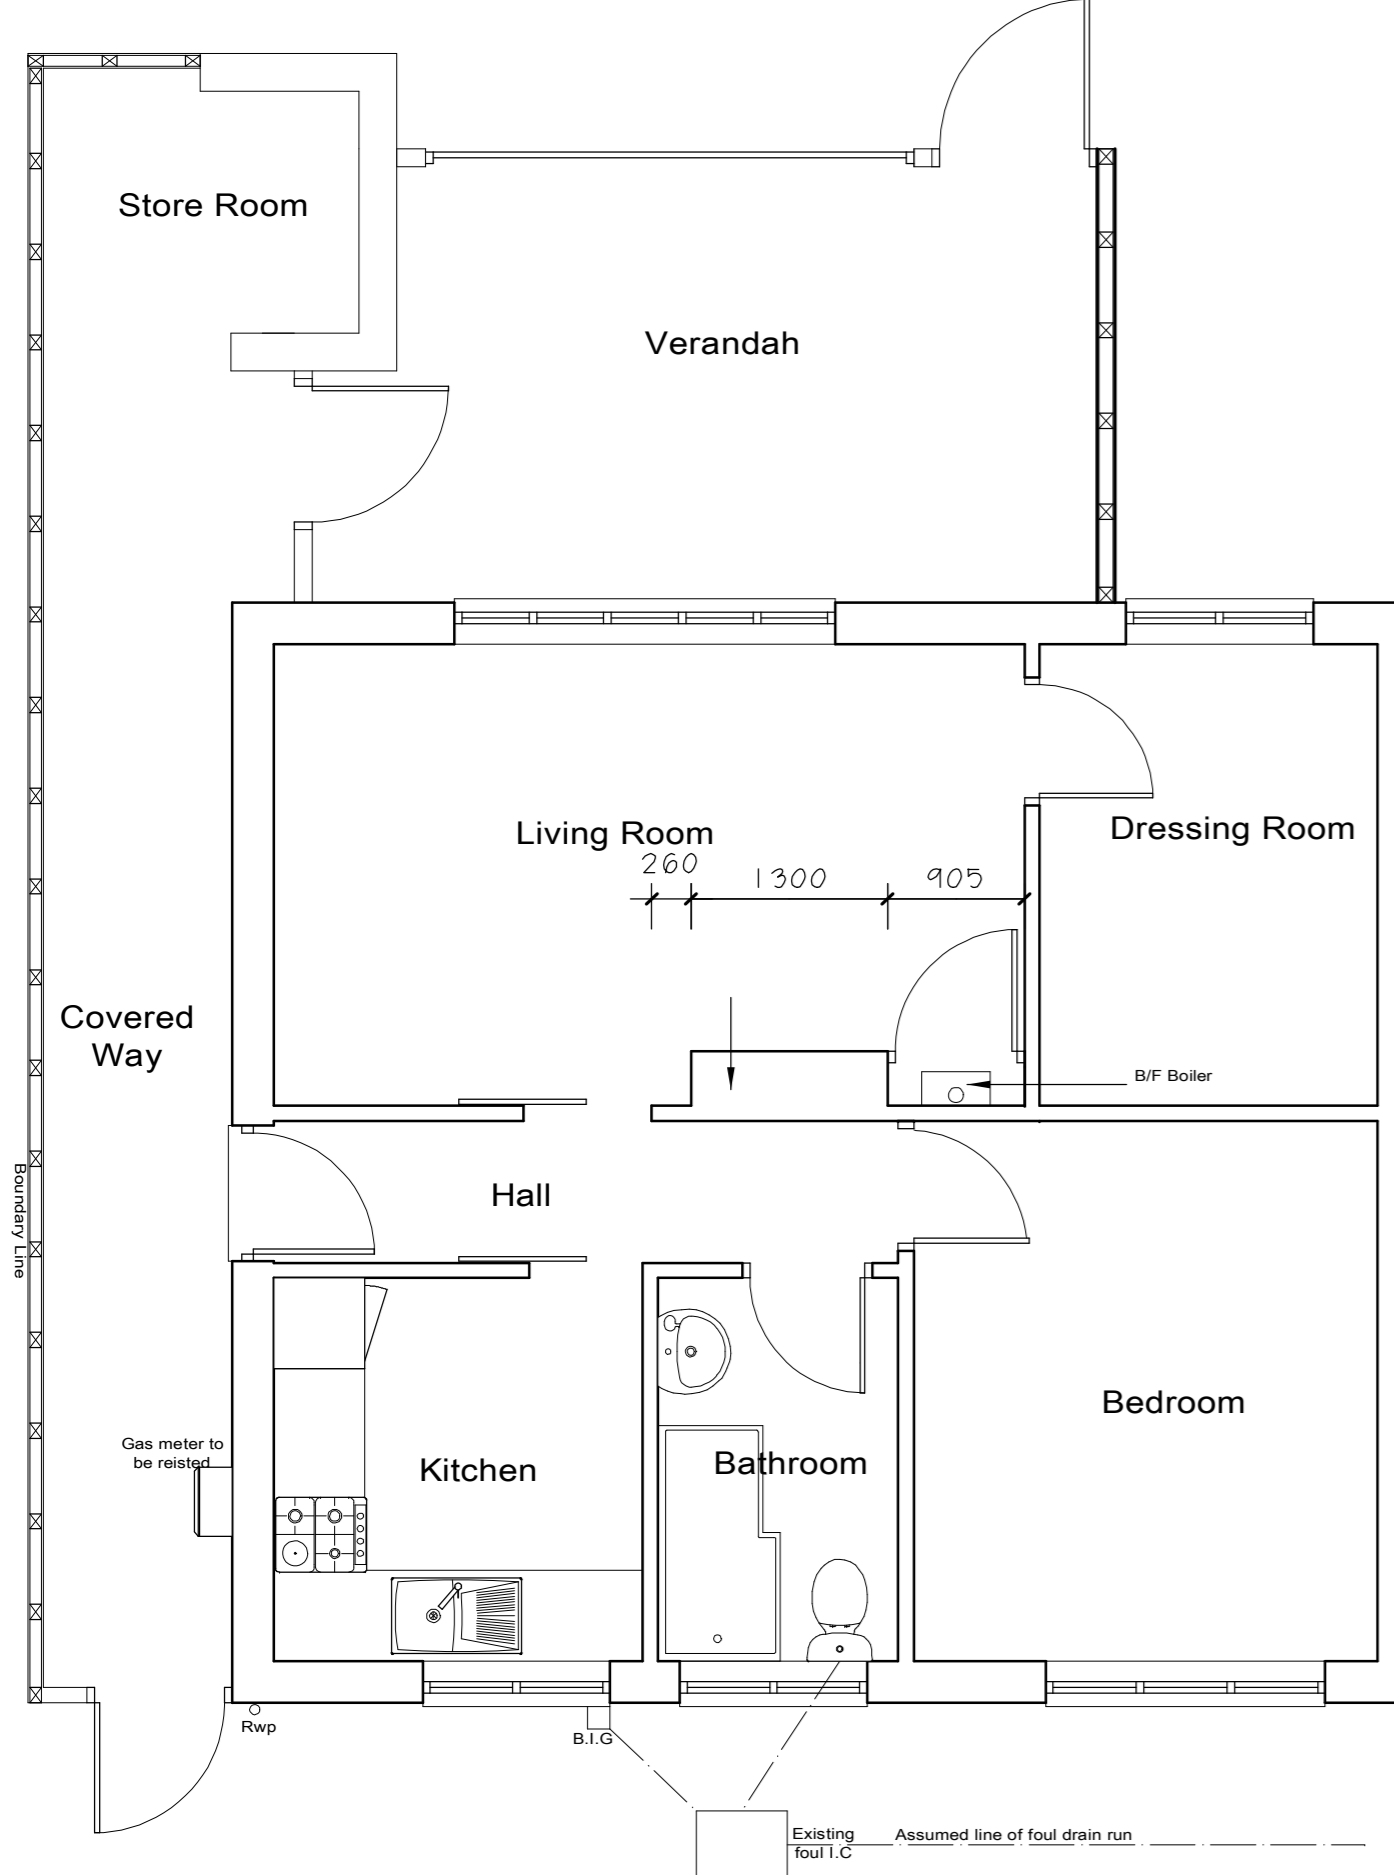 Store Room
Verandah
Living Room
Dressing Room
260
1300
905
Covered
Way
B/F Boiler
Boundary Line
Hall
Bedroom
Gas meter to
be reisted
Kitchen
Bathroom
Rwp
B.I.G
Existing
foul I.C
Assumed line of foul drain run